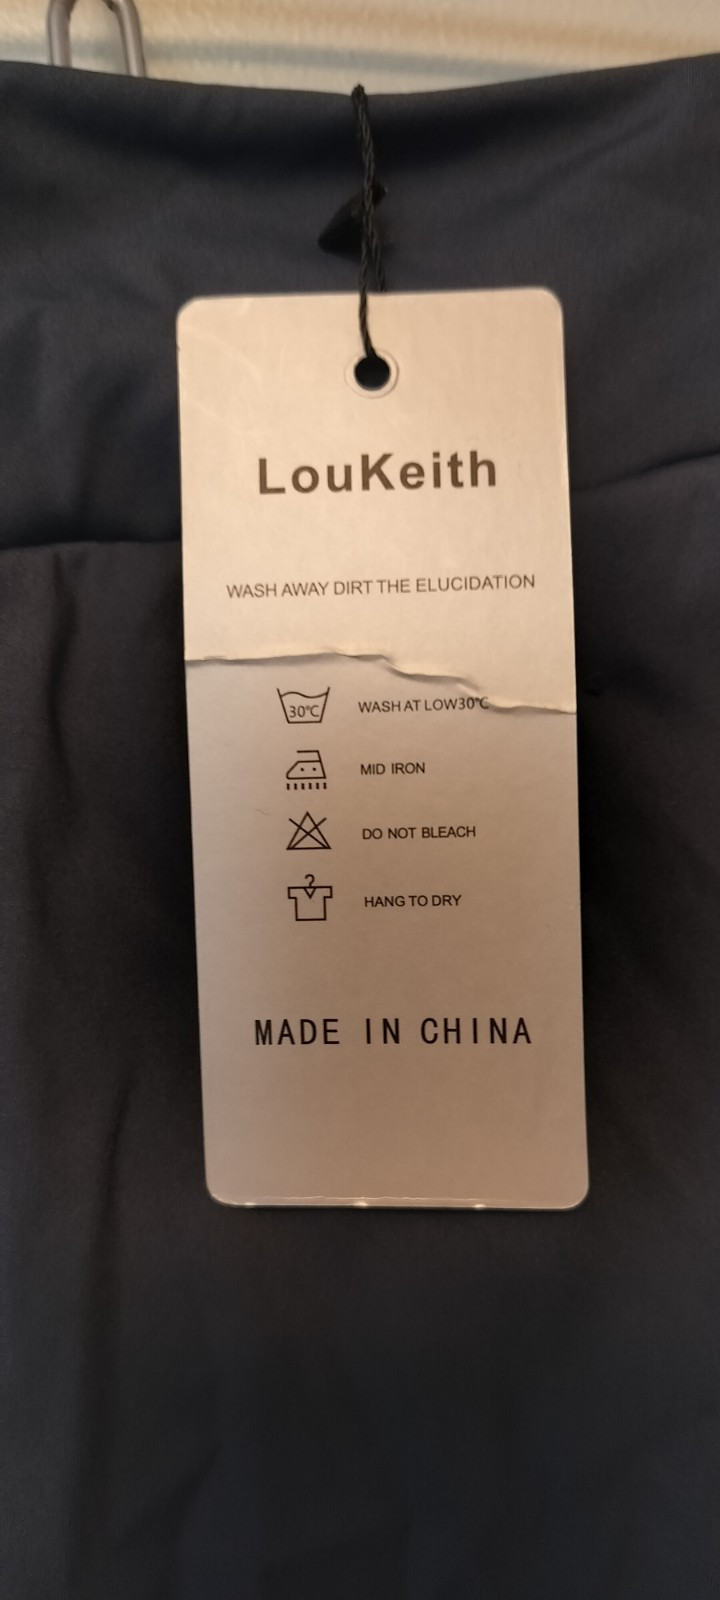 LouKeith
WASH AWAY DIRT THE ELUCIDATION
30°C WASH AT LOW30°C
MID IRON
DO NOT BLEACH
HANG TO DRY
MADE IN CHINA